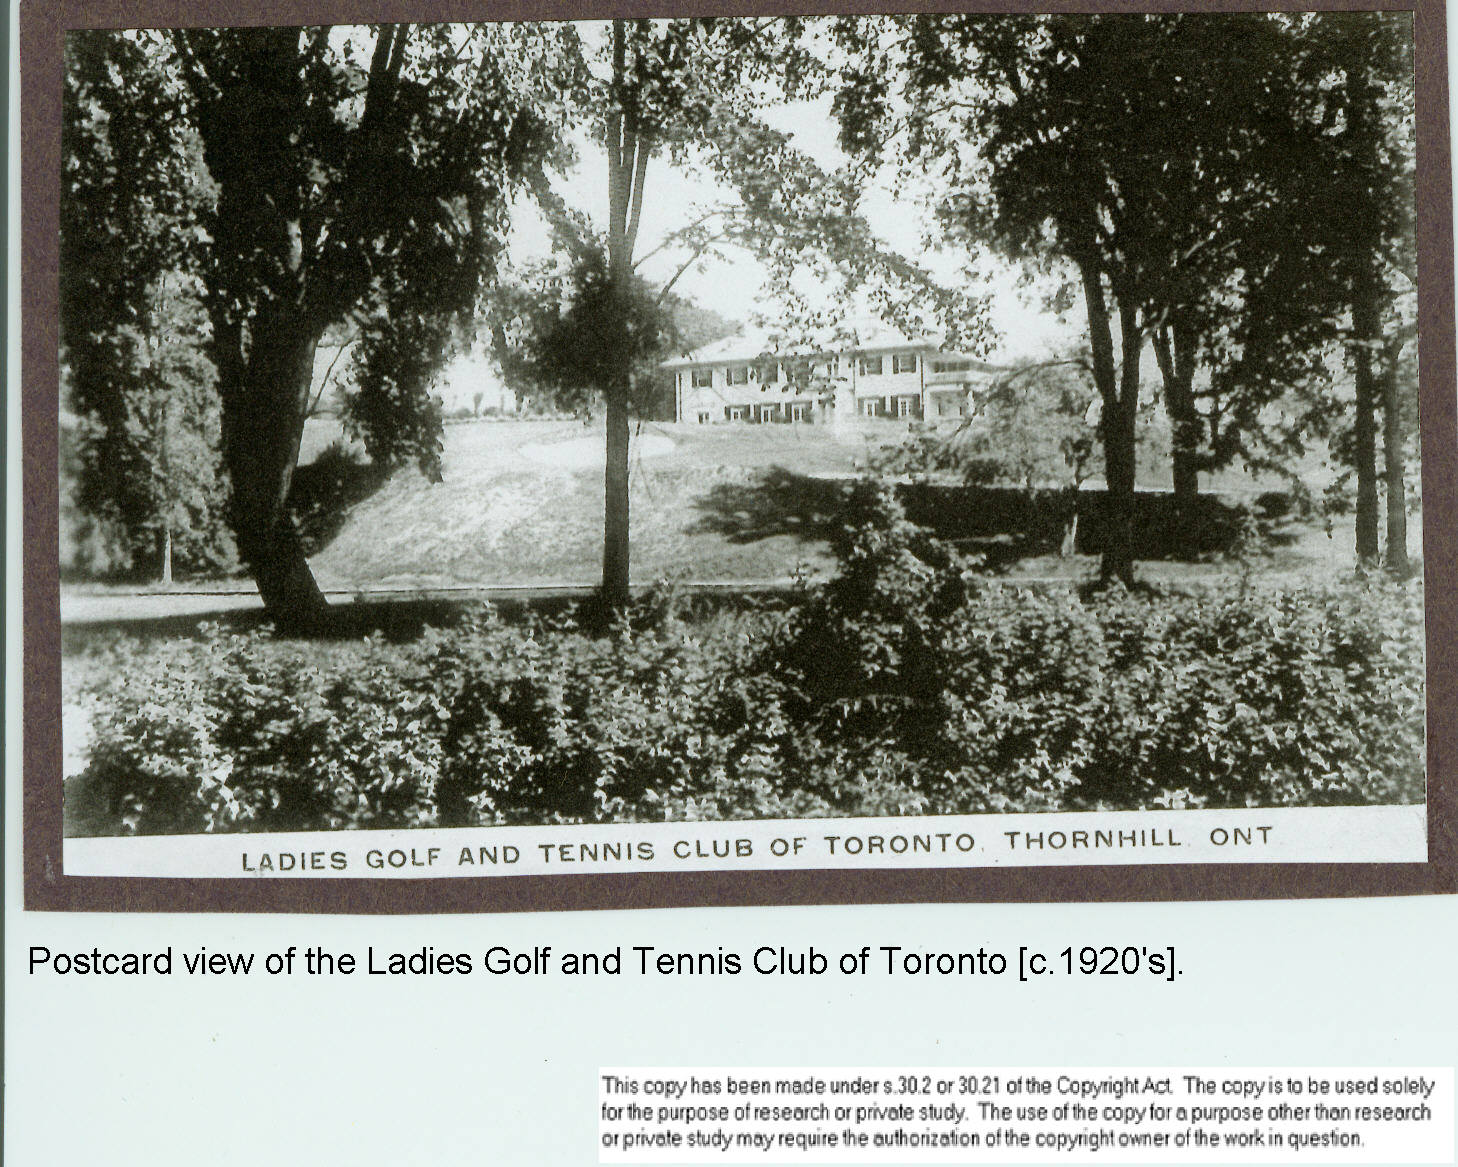 LADIES GOLF AND TENNIS CLUB OF TORONTO. THORNHILL. ONT
Postcard view of the Ladies Golf and Tennis Club of Toronto [c.1920's].
This copy has been made under s.30.2 or 30.21 of the Copyright Act. The copy is to be used solely
for the purpose of research or private study. The use of the copy for a purpose other than research
or private study may require the authorization of the copyright owner of the work in question.